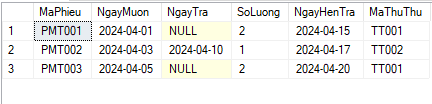 MaPhieu NgayMuon NgayTra SoLuong NgayHenTra MaThuThu
1 PMT001 2024-04-01 NULL 2 2024-04-15 TT001
2 PMT002 2024-04-03 2024-04-10 1 2024-04-17 TT002
3 PMT003 2024-04-05 NULL 2 2024-04-20 TT001